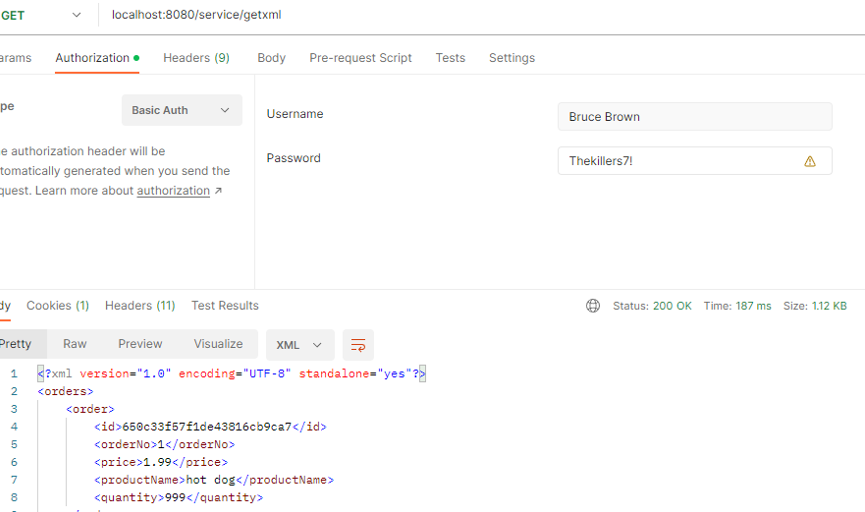 GET localhost:8080/service/getxml
arams Authorization Headers (9) Body Pre-request Script Tests Settings
pe Basic Auth
Username Bruce Brown
Password Thekillers7!
e authorization header will be
tomatically generated when you send the
quest. Learn more about authorization ↗
dy Cookies (1) Headers (11) Test Results Status: 200 OK Time: 187 ms Size: 1.12 KB
Pretty Raw Preview Visualize XML
1 <?xml version="1.0" encoding="UTF-8" standalone="yes"?>
2 <orders>
3 <order>
4 <id>650c33f57f1de43816cb9ca7</id>
5 <orderNo>1</orderNo>
6 <price>1.99</price>
7 <productName>hot dog</productName>
8 <quantity>999</quantity>